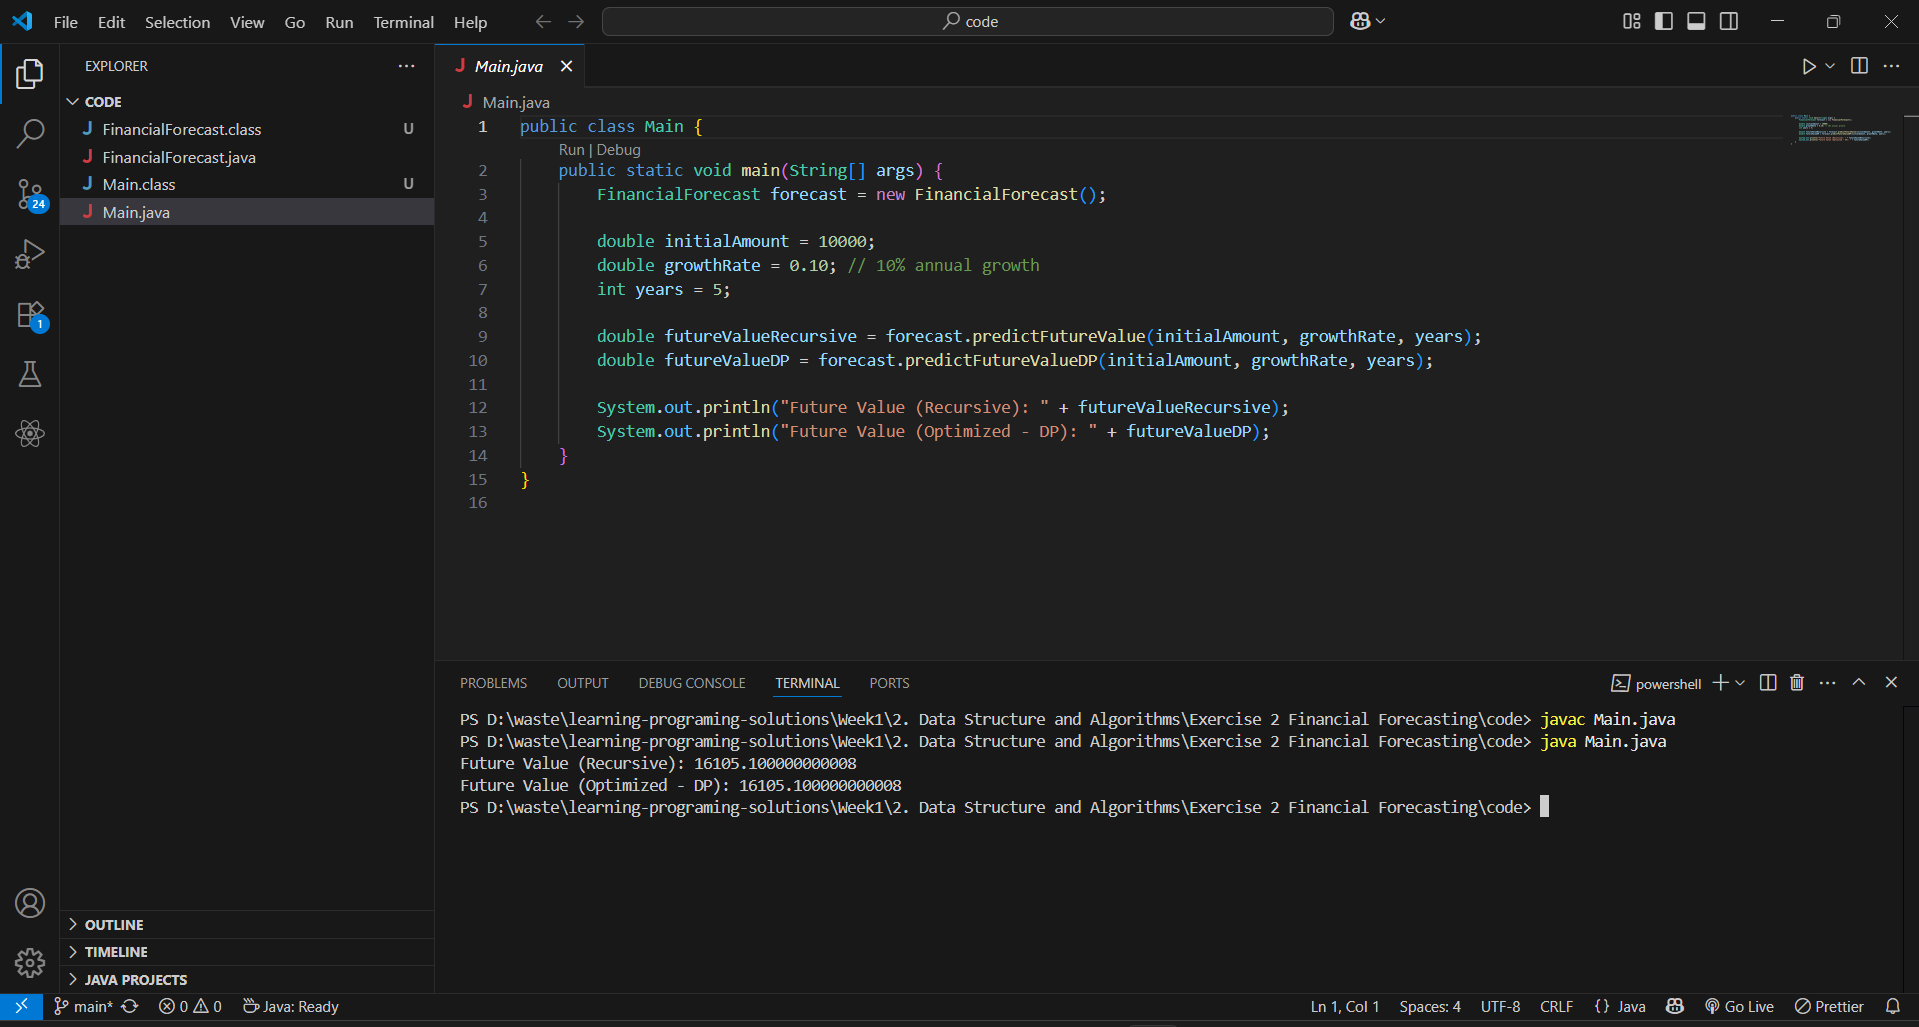 File Edit Selection View Go Run Terminal Help
code
EXPLORER
CODE
J FinancialForecast.class U
J FinancialForecast.java
J Main.class U
J Main.java
24
1
OUTLINE
TIMELINE
JAVA PROJECTS
J Main.java
J Main.java
1 public class Main {
Run | Debug
2 public static void main(String[] args) {
3 FinancialForecast forecast = new FinancialForecast();
4
5 double initialAmount = 10000;
6 double growthRate = 0.10; // 10% annual growth
7 int years = 5;
8
9 double futureValueRecursive = forecast.predictFutureValue(initialAmount, growthRate, years);
10 double futureValueDP = forecast.predictFutureValueDP(initialAmount, growthRate, years);
11
12 System.out.println("Future Value (Recursive): " + futureValueRecursive);
13 System.out.println("Future Value (Optimized - DP): " + futureValueDP);
14 }
15 }
16
PROBLEMS OUTPUT DEBUG CONSOLE TERMINAL PORTS
powershell
PS D:\waste\learning-programing-solutions\Week1\2. Data Structure and Algorithms\Exercise 2 Financial Forecasting\code> javac Main.java
PS D:\waste\learning-programing-solutions\Week1\2. Data Structure and Algorithms\Exercise 2 Financial Forecasting\code> java Main.java
Future Value (Recursive): 16105.100000000008
Future Value (Optimized - DP): 16105.100000000008
PS D:\waste\learning-programing-solutions\Week1\2. Data Structure and Algorithms\Exercise 2 Financial Forecasting\code>
main* 0 0 Java: Ready
Ln 1, Col 1 Spaces: 4 UTF-8 CRLF {} Java Go Live Prettier